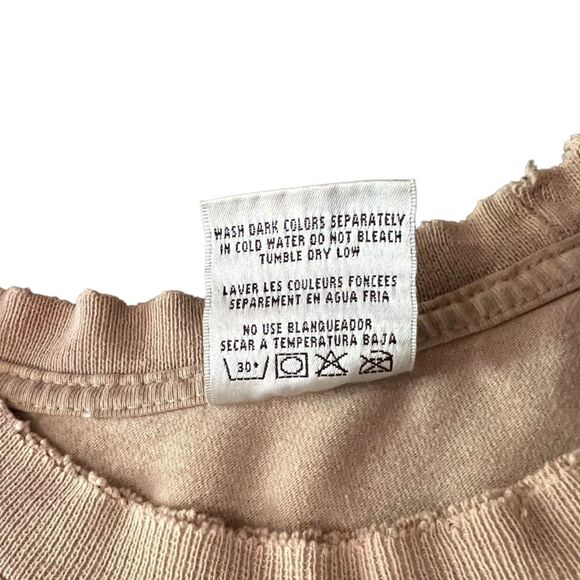 WASH DARK COLORS SEPARATELY
IN COLD WATER DO NOT BLEACH
TUMBLE DRY LOW
LAVER LES COULEURS FONCEES
SEPAREMENT EN AGUA FRIA
NO USE BLANQUEADOR
SECAR A TEMPERATURA BAJA
30°